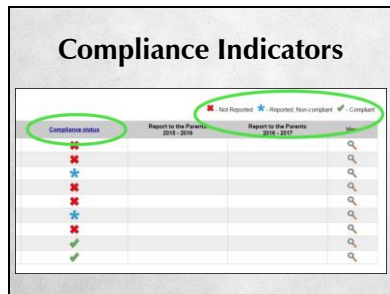 Compliance Indicators
- Not Reported - Reported, Non-compliant - Compliant
Compliance status Report to the Parents Report to the Parents View
2015 - 2016 2016 - 2017